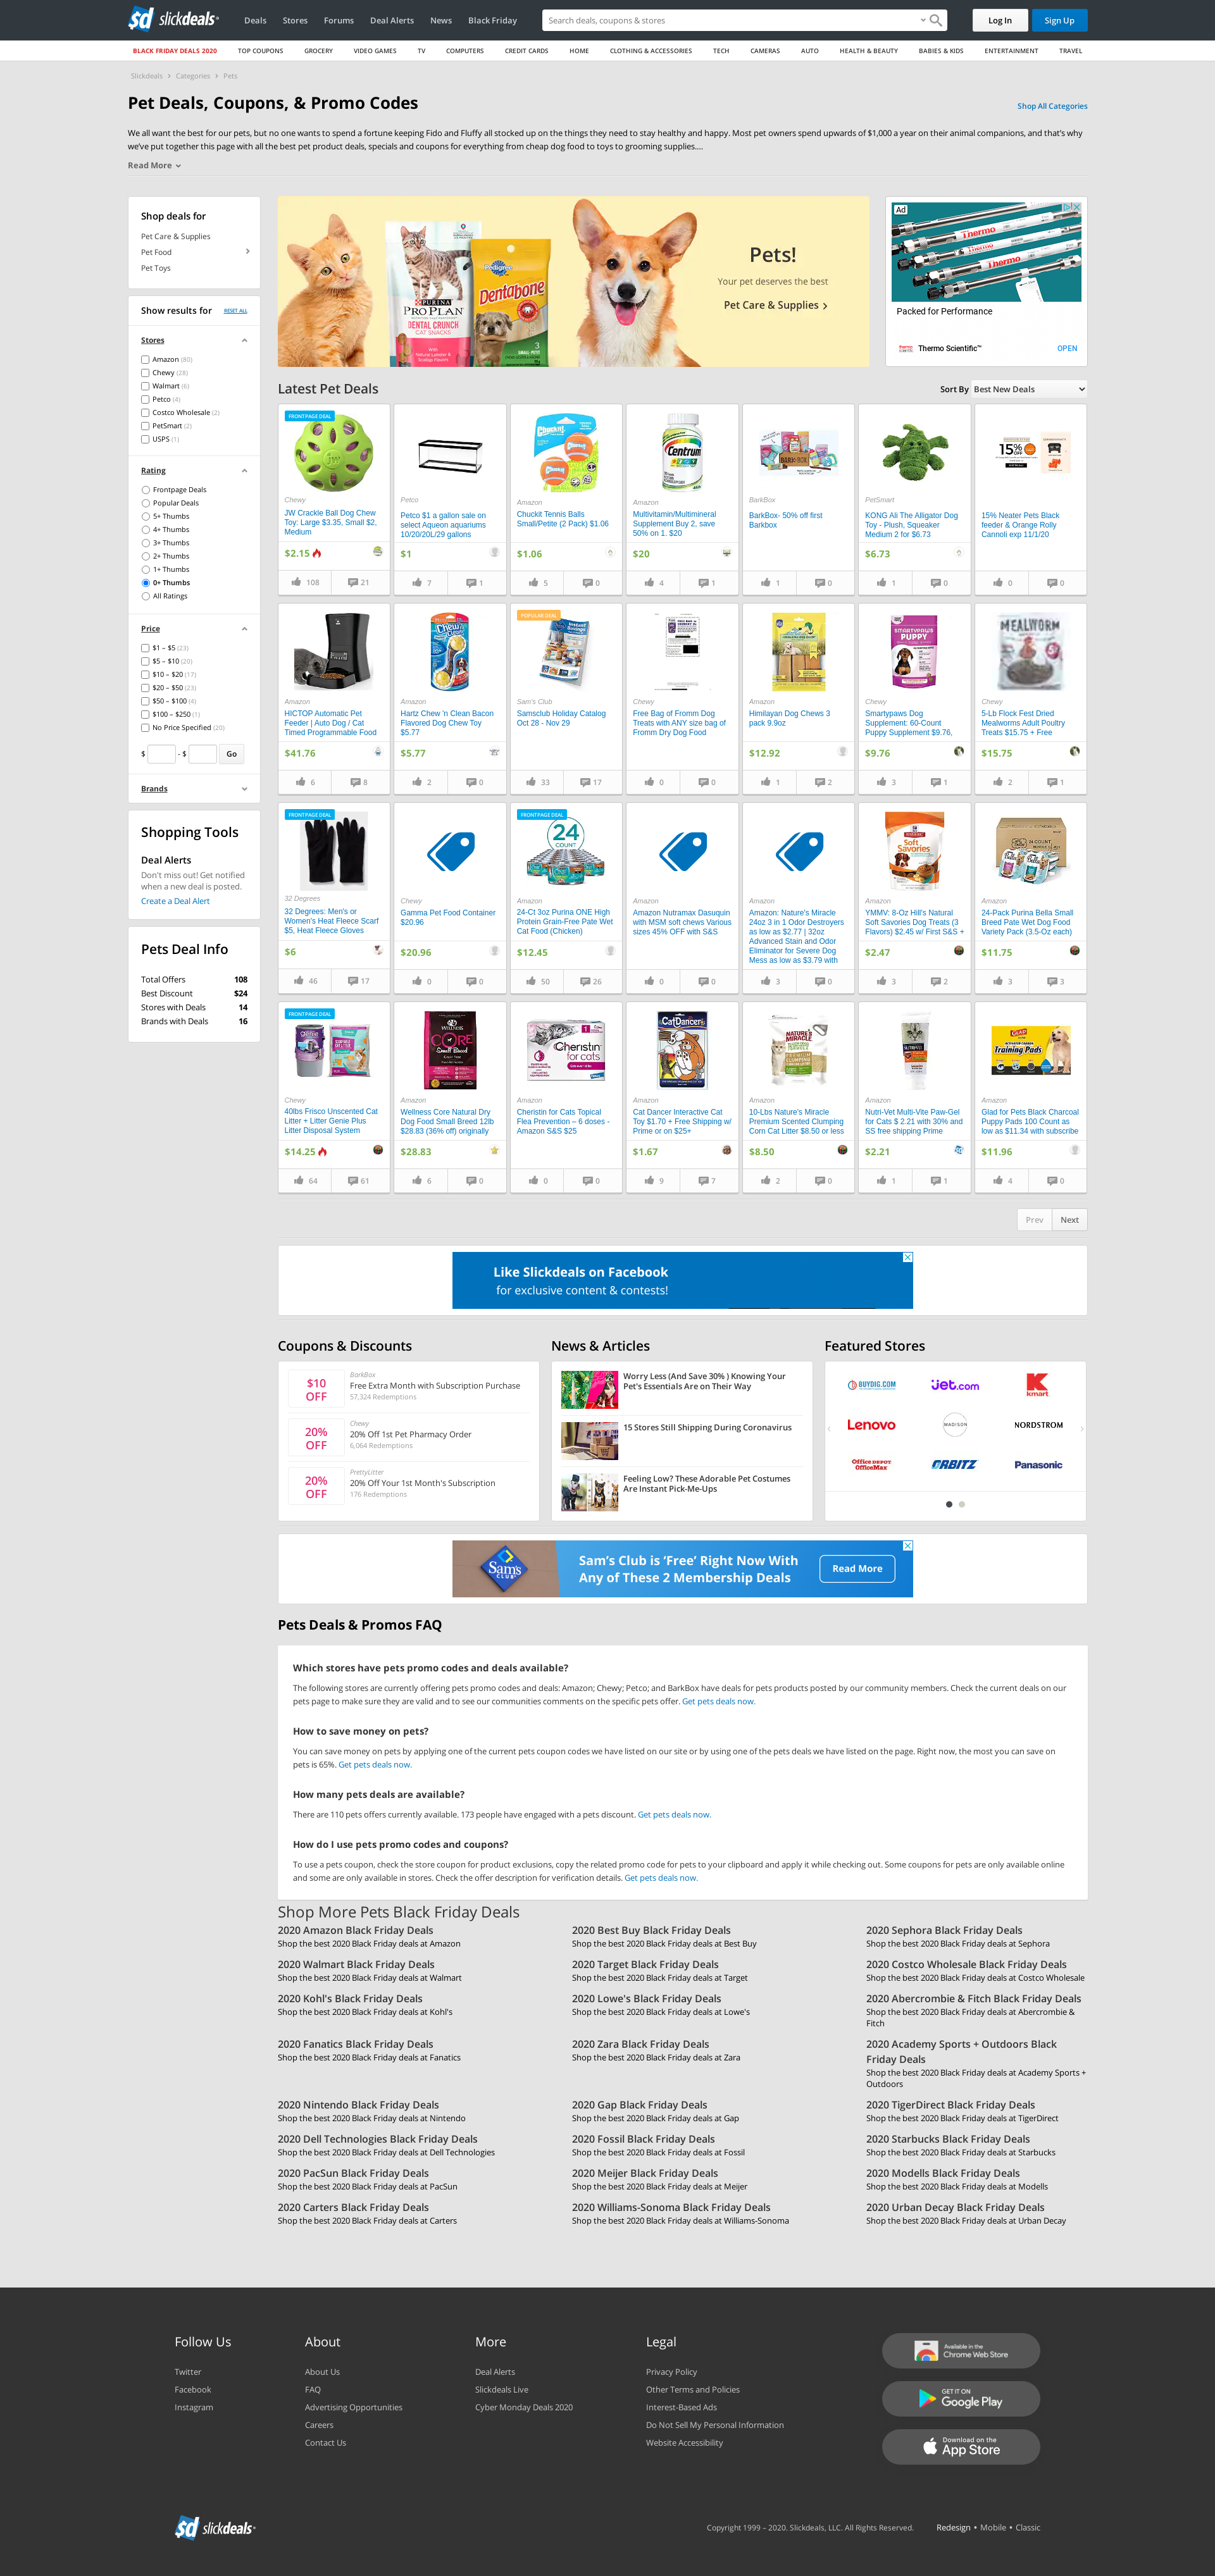 slickdeals
Deals
Stores
Forums
Deal Alerts
News
Black Friday
Search deals, coupons & stores
Log In
Sign Up
BLACK FRIDAY DEALS 2020
TOP COUPONS
GROCERY
VIDEO GAMES
TV
COMPUTERS
CREDIT CARDS
HOME
CLOTHING & ACCESSORIES
TECH
CAMERAS
AUTO
HEALTH & BEAUTY
BABIES & KIDS
ENTERTAINMENT
TRAVEL
Slickdeals > Categories > Pets
Pet Deals, Coupons, & Promo Codes
Shop All Categories
We all want the best for our pets, but no one wants to spend a fortune keeping Fido and Fluffy all stocked up on the things they need to stay healthy and happy. Most pet owners spend upwards of $1,000 a year on their animal companions, and that's why
we've put together this page with all the best pet product deals, specials and coupons for everything from cheap dog food to toys to grooming supplies....
Read More
Shop deals for
Pet Care & Supplies
Pet Food
Pet Toys
Show results for
RESET ALL
Stores
Amazon (80)
Chewy (28)
Walmart (6)
Petco (4)
Costco Wholesale (2)
PetSmart (2)
USPS (1)
Rating
Frontpage Deals
Popular Deals
5+ Thumbs
4+ Thumbs
3+ Thumbs
2+ Thumbs
1+ Thumbs
0+ Thumbs
All Ratings
Price
$1 – $5 (23)
$5 – $10 (20)
$10 – $20 (17)
$20 – $50 (23)
$50 – $100 (4)
$100 – $250 (1)
No Price Specified (20)
$ - $ Go
Brands
Shopping Tools
Deal Alerts
Don't miss out! Get notified
when a new deal is posted.
Create a Deal Alert
Pets Deal Info
Total Offers 108
Best Discount $24
Stores with Deals 14
Brands with Deals 16
PURINA
PRO PLAN
DENTAL CRUNCH
CAT SNACKS
Pedigree
Dentabone
Pets!
Your pet deserves the best
Pet Care & Supplies
Ad
Thermo
Packed for Performance
Thermo Scientific™
OPEN
Latest Pet Deals
Sort By Best New Deals
FRONTPAGE DEAL
Chewy
JW Crackle Ball Dog Chew
Toy: Large $3.35, Small $2,
Medium
$2.15
108 21
Petco
Petco $1 a gallon sale on
select Aqueon aquariums
10/20/20L/29 gallons
$1
7 1
Chuckit!
Amazon
Chuckit Tennis Balls
Small/Petite (2 Pack) $1.06
$1.06
5 0
Centrum
Amazon
Multivitamin/Multimineral
Supplement Buy 2, save
50% on 1. $20
$20
4 1
BARK BOX
BarkBox
BarkBox- 50% off first
Barkbox
1 0
PetSmart
KONG Ali The Alligator Dog
Toy - Plush, Squeaker
Medium 2 for $6.73
$6.73
1 0
15% OFF
15% Neater Pets Black
feeder & Orange Rolly
Cannoli exp 11/1/20
0 0
Amazon
HICTOP Automatic Pet
Feeder | Auto Dog / Cat
Timed Programmable Food
$41.76
6 8
Amazon
Hartz Chew 'n Clean Bacon
Flavored Dog Chew Toy
$5.77
$5.77
2 0
POPULAR DEAL
Instant
Savings
Sam's Club
Samsclub Holiday Catalog
Oct 28 - Nov 29
33 17
Chewy
Free Bag of Fromm Dog
Treats with ANY size bag of
Fromm Dry Dog Food
0 0
Amazon
Himilayan Dog Chews 3
pack 9.9oz
$12.92
1 2
SMARTYPAWS
PUPPY
Chewy
Smartypaws Dog
Supplement: 60-Count
Puppy Supplement $9.76,
$9.76
3 1
MEALWORM
Chewy
5-Lb Flock Fest Dried
Mealworms Adult Poultry
Treats $15.75 + Free
$15.75
2 1
FRONTPAGE DEAL
32 Degrees
32 Degrees: Men's or
Women's Heat Fleece Scarf
$5, Heat Fleece Gloves
$6
46 17
Chewy
Gamma Pet Food Container
$20.96
$20.96
0 0
FRONTPAGE DEAL
24
COUNT
Amazon
24-Ct 3oz Purina ONE High
Protein Grain-Free Pate Wet
Cat Food (Chicken)
$12.45
50 26
Amazon
Amazon Nutramax Dasuquin
with MSM soft chews Various
sizes 45% OFF with S&S
0 0
Amazon
Amazon: Nature's Miracle
24oz 3 in 1 Odor Destroyers
as low as $2.77 | 32oz
Advanced Stain and Odor
Eliminator for Severe Dog
Mess as low as $3.79 with
3 0
Soft
Savories
Amazon
YMMV: 8-Oz Hill's Natural
Soft Savories Dog Treats (3
Flavors) $2.45 w/ First S&S +
$2.47
3 2
24 COUNT
Amazon
24-Pack Purina Bella Small
Breed Pate Wet Dog Food
Variety Pack (3.5-Oz each)
$11.75
3 3
FRONTPAGE DEAL
Chewy
40lbs Frisco Unscented Cat
Litter + Litter Genie Plus
Litter Disposal System
$14.25
64 61
WELLNESS
CORE
Small Breed
Amazon
Wellness Core Natural Dry
Dog Food Small Breed 12lb
$28.83 (36% off) originally
$28.83
6 0
Cheristin
for cats
Amazon
Cheristin for Cats Topical
Flea Prevention – 6 doses -
Amazon S&S $25
0 0
CatDancer
Amazon
Cat Dancer Interactive Cat
Toy $1.70 + Free Shipping w/
Prime or on $25+
$1.67
9 7
NATURE'S
MIRACLE
PREMIUM
CLUMPING
Amazon
10-Lbs Nature's Miracle
Premium Scented Clumping
Corn Cat Litter $8.50 or less
$8.50
2 0
Amazon
Nutri-Vet Multi-Vite Paw-Gel
for Cats $ 2.21 with 30% and
SS free shipping Prime
$2.21
1 1
Glad
Training Pads
Amazon
Glad for Pets Black Charcoal
Puppy Pads 100 Count as
low as $11.34 with subscribe
$11.96
4 0
Prev Next
Like Slickdeals on Facebook
for exclusive content & contests!
Coupons & Discounts
$10
OFF
BarkBox
Free Extra Month with Subscription Purchase
57,324 Redemptions
20%
OFF
Chewy
20% Off 1st Pet Pharmacy Order
6,064 Redemptions
20%
OFF
PrettyLitter
20% Off Your 1st Month's Subscription
176 Redemptions
News & Articles
Worry Less (And Save 30% ) Knowing Your
Pet's Essentials Are on Their Way
15 Stores Still Shipping During Coronavirus
Feeling Low? These Adorable Pet Costumes
Are Instant Pick-Me-Ups
Featured Stores
BUYDIG.COM
Jet.com
kmart
Lenovo
MADISON
NORDSTROM
Office DEPOT
OfficeMax
ORBITZ
Panasonic
Sam's
CLUB
Sam's Club is 'Free' Right Now With
Any of These 2 Membership Deals
Read More
Pets Deals & Promos FAQ
Which stores have pets promo codes and deals available?
The following stores are currently offering pets promo codes and deals: Amazon; Chewy; Petco; and BarkBox have deals for pets products posted by our community members. Check the current deals on our
pets page to make sure they are valid and to see our communities comments on the specific pets offer. Get pets deals now.
How to save money on pets?
You can save money on pets by applying one of the current pets coupon codes we have listed on our site or by using one of the pets deals we have listed on the page. Right now, the most you can save on
pets is 65%. Get pets deals now.
How many pets deals are available?
There are 110 pets offers currently available. 173 people have engaged with a pets discount. Get pets deals now.
How do I use pets promo codes and coupons?
To use a pets coupon, check the store coupon for product exclusions, copy the related promo code for pets to your clipboard and apply it while checking out. Some coupons for pets are only available online
and some are only available in stores. Check the offer description for verification details. Get pets deals now.
Shop More Pets Black Friday Deals
2020 Amazon Black Friday Deals
Shop the best 2020 Black Friday deals at Amazon
2020 Best Buy Black Friday Deals
Shop the best 2020 Black Friday deals at Best Buy
2020 Sephora Black Friday Deals
Shop the best 2020 Black Friday deals at Sephora
2020 Walmart Black Friday Deals
Shop the best 2020 Black Friday deals at Walmart
2020 Target Black Friday Deals
Shop the best 2020 Black Friday deals at Target
2020 Costco Wholesale Black Friday Deals
Shop the best 2020 Black Friday deals at Costco Wholesale
2020 Kohl's Black Friday Deals
Shop the best 2020 Black Friday deals at Kohl's
2020 Lowe's Black Friday Deals
Shop the best 2020 Black Friday deals at Lowe's
2020 Abercrombie & Fitch Black Friday Deals
Shop the best 2020 Black Friday deals at Abercrombie &
Fitch
2020 Fanatics Black Friday Deals
Shop the best 2020 Black Friday deals at Fanatics
2020 Zara Black Friday Deals
Shop the best 2020 Black Friday deals at Zara
2020 Academy Sports + Outdoors Black
Friday Deals
Shop the best 2020 Black Friday deals at Academy Sports +
Outdoors
2020 Nintendo Black Friday Deals
Shop the best 2020 Black Friday deals at Nintendo
2020 Gap Black Friday Deals
Shop the best 2020 Black Friday deals at Gap
2020 TigerDirect Black Friday Deals
Shop the best 2020 Black Friday deals at TigerDirect
2020 Dell Technologies Black Friday Deals
Shop the best 2020 Black Friday deals at Dell Technologies
2020 Fossil Black Friday Deals
Shop the best 2020 Black Friday deals at Fossil
2020 Starbucks Black Friday Deals
Shop the best 2020 Black Friday deals at Starbucks
2020 PacSun Black Friday Deals
Shop the best 2020 Black Friday deals at PacSun
2020 Meijer Black Friday Deals
Shop the best 2020 Black Friday deals at Meijer
2020 Modells Black Friday Deals
Shop the best 2020 Black Friday deals at Modells
2020 Carters Black Friday Deals
Shop the best 2020 Black Friday deals at Carters
2020 Williams-Sonoma Black Friday Deals
Shop the best 2020 Black Friday deals at Williams-Sonoma
2020 Urban Decay Black Friday Deals
Shop the best 2020 Black Friday deals at Urban Decay
Follow Us
Twitter
Facebook
Instagram
About
About Us
FAQ
Advertising Opportunities
Careers
Contact Us
More
Deal Alerts
Slickdeals Live
Cyber Monday Deals 2020
Legal
Privacy Policy
Other Terms and Policies
Interest-Based Ads
Do Not Sell My Personal Information
Website Accessibility
Available in the
Chrome Web Store
GET IT ON
Google Play
Download on the
App Store
slickdeals
Copyright 1999 – 2020. Slickdeals, LLC. All Rights Reserved.
Redesign • Mobile • Classic